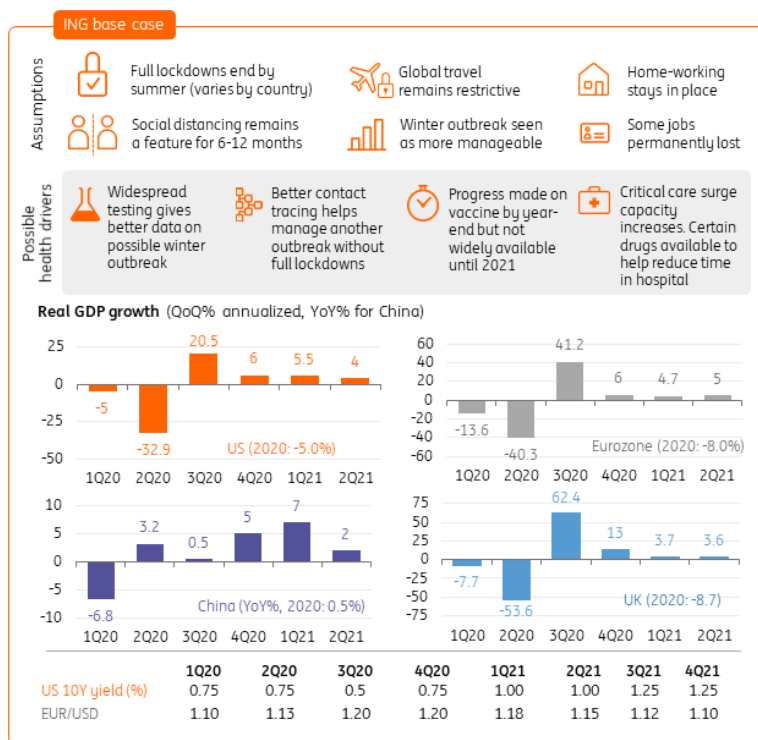 ING base case
Assumptions
Full lockdowns end by
summer (varies by country)
Global travel
remains restrictive
Home-working
stays in place
Social distancing remains
a feature for 6-12 months
Winter outbreak seen
as more manageable
Some jobs
permanently lost
Possible
health drivers
Widespread
testing gives
better data on
possible winter
outbreak
Better contact
tracing helps
manage another
outbreak without
full lockdowns
Progress made on
vaccine by year-
end but not
widely available
until 2021
Critical care surge
capacity
increases. Certain
drugs available to
help reduce time
in hospital
Real GDP growth (QoQ% annualized, YoY% for China)
25
0
-25
-50
-5
-32.9
20.5
6
5.5
4
US (2020: -5.0%)
1Q20 2Q20 3Q20 4Q20 1Q21 2Q21
60
40
20
0
-20
-40
-60
-13.6
-40.3
41.2
6
4.7
5
Eurozone (2020: -8.0%)
1Q20 2Q20 3Q20 4Q20 1Q21 2Q21
10
5
0
-5
-10
-6.8
3.2
0.5
5
7
2
China (YoY%, 2020: 0.5%)
1Q20 2Q20 3Q20 4Q20 1Q21 2Q21
75
50
25
0
-25
-50
-75
-7.7
-53.6
62.4
13
3.7
3.6
UK (2020: -8.7)
1Q20 2Q20 3Q20 4Q20 1Q21 2Q21
1Q20 2Q20 3Q20 4Q20 1Q21 2Q21 3Q21 4Q21
US 10Y yield (%) 0.75 0.75 0.5 0.75 1.00 1.00 1.25 1.25
EUR/USD 1.10 1.13 1.20 1.20 1.18 1.15 1.12 1.10